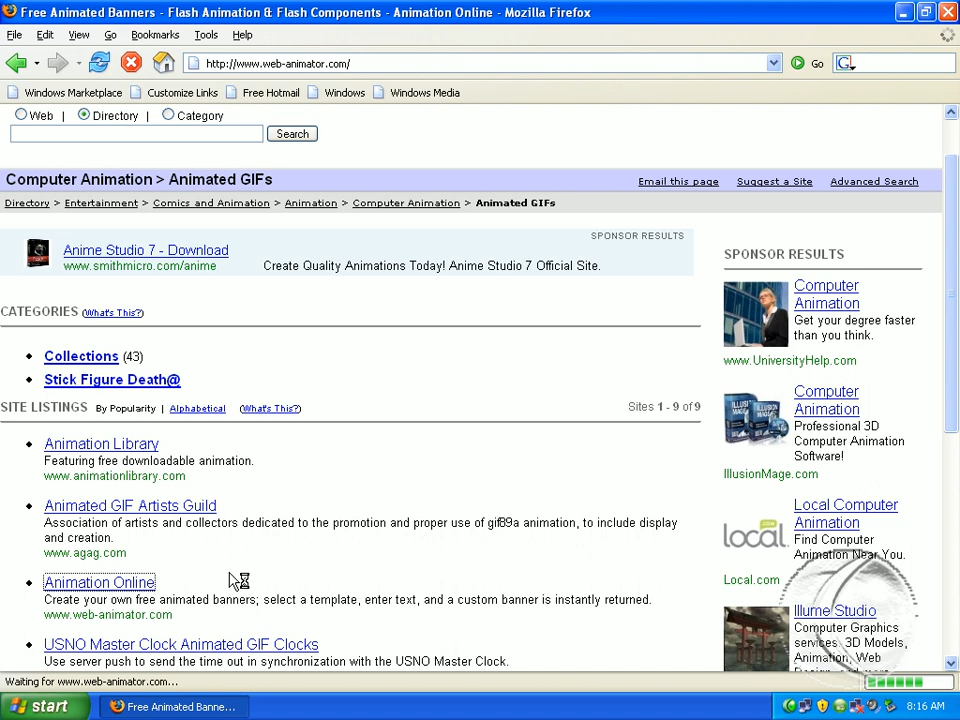 Free Animated Banners - Flash Animation & Flash Components - Animation Online - Mozilla Firefox
File Edit View Go Bookmarks Tools Help
http://www.web-animator.com/ Go G
Windows Marketplace Customize Links Free Hotmail Windows Windows Media
Web | Directory | Category
Search
Computer Animation > Animated GIFs Email this page Suggest a Site Advanced Search
Directory > Entertainment > Comics and Animation > Animation > Computer Animation > Animated GIFs
SPONSOR RESULTS
Anime Studio 7 - Download
www.smithmicro.com/anime Create Quality Animations Today! Anime Studio 7 Official Site.
CATEGORIES (What's This?)
Collections (43)
Stick Figure Death@
SITE LISTINGS By Popularity | Alphabetical (What's This?) Sites 1 - 9 of 9
Animation Library
Featuring free downloadable animation.
www.animationlibrary.com
Animated GIF Artists Guild
Association of artists and collectors dedicated to the promotion and proper use of gif89a animation, to include display
and creation.
www.agag.com
Animation Online
Create your own free animated banners; select a template, enter text, and a custom banner is instantly returned.
www.web-animator.com
USNO Master Clock Animated GIF Clocks
Use server push to send the time out in synchronization with the USNO Master Clock.
SPONSOR RESULTS
Computer
Animation
Get your degree faster
than you think.
www.UniversityHelp.com
Computer
Animation
Professional 3D
Computer Animation
Software!
IllusionMage.com
Local Computer
Animation
Find Computer
Animation Near You.
local.
Local.com
Illume Studio
Computer Graphics
services. 3D Models,
Animation, Web
Waiting for www.web-animator.com...
start Free Animated Banne... 8:16 AM